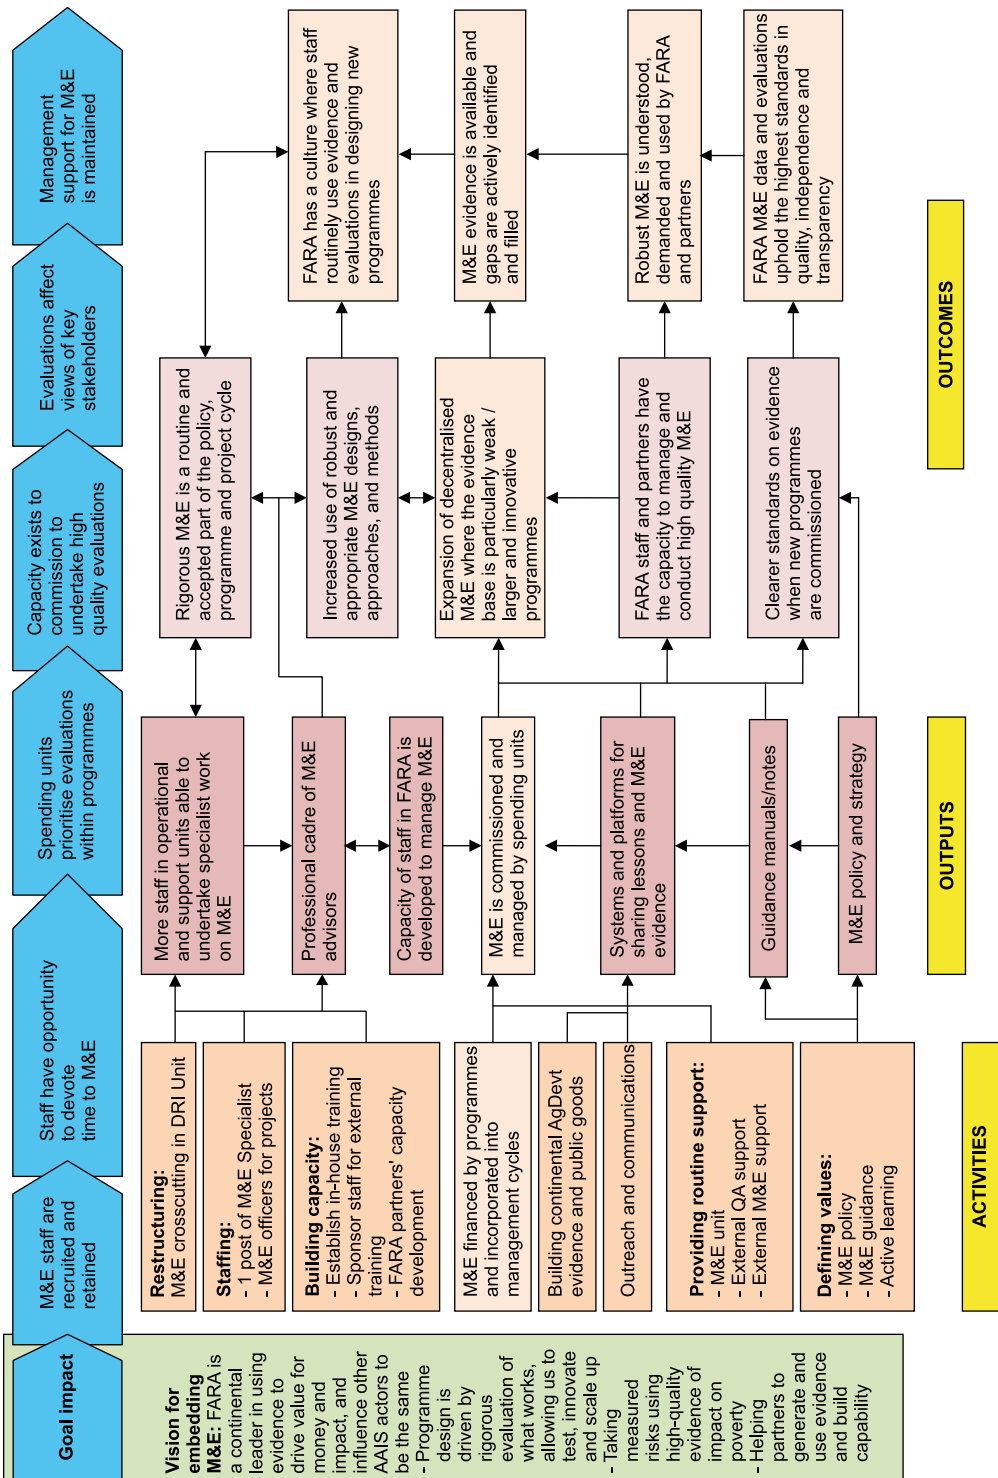 Goal impact
M&E staff are
recruited and
retained
Staff have opportunity
to devote
time to M&E
Spending units
prioritise evaluations
within programmes
Capacity exists to
commission to
undertake high
quality evaluations
Evaluations affect
views of key
stakeholders
Management
support for M&E
is maintained
Vision for
embedding
M&E: FARA is
a continental
leader in using
evidence to
drive value for
money and
impact, and
influence other
AAIS actors to
be the same
- Programme
design is
driven by
rigorous
evaluation of
what works,
allowing us to
test, innovate
and scale up
- Taking
measured
risks using
high-quality
evidence of
impact on
poverty
- Helping
partners to
generate and
use evidence
and build
capability
Restructuring:
M&E crosscutting in DRI Unit
Staffing:
- 1 post of M&E Specialist
- M&E officers for projects
Building capacity:
- Establish in-house training
- Sponsor staff for external
training
- FARA partners' capacity
development
M&E financed by programmes
and incorporated into
management cycles
Building continental AgDevt
evidence and public goods
Outreach and communications
Providing routine support:
- M&E unit
- External QA support
- External M&E support
Defining values:
- M&E policy
- M&E guidance
- Active learning
ACTIVITIES
More staff in operational
and support units able to
undertake specialist work
on M&E
Professional cadre of M&E
advisors
Capacity of staff in FARA is
developed to manage M&E
M&E is commissioned and
managed by spending units
Systems and platforms for
sharing lessons and M&E
evidence
Guidance manuals/notes
M&E policy and strategy
OUTPUTS
Rigorous M&E is a routine and
accepted part of the policy,
programme and project cycle
Increased use of robust and
appropriate M&E designs,
approaches, and methods
Expansion of decentralised
M&E where the evidence
base is particularly weak /
larger and innovative
programmes
FARA staff and partners have
the capacity to manage and
conduct high quality M&E
Clearer standards on evidence
when new programmes
are commissioned
FARA has a culture where staff
routinely use evidence and
evaluations in designing new
programmes
M&E evidence is available and
gaps are actively identified
and filled
Robust M&E is understood,
demanded and used by FARA
and partners
FARA M&E data and evaluations
uphold the highest standards in
quality, independence and
transparency
OUTCOMES